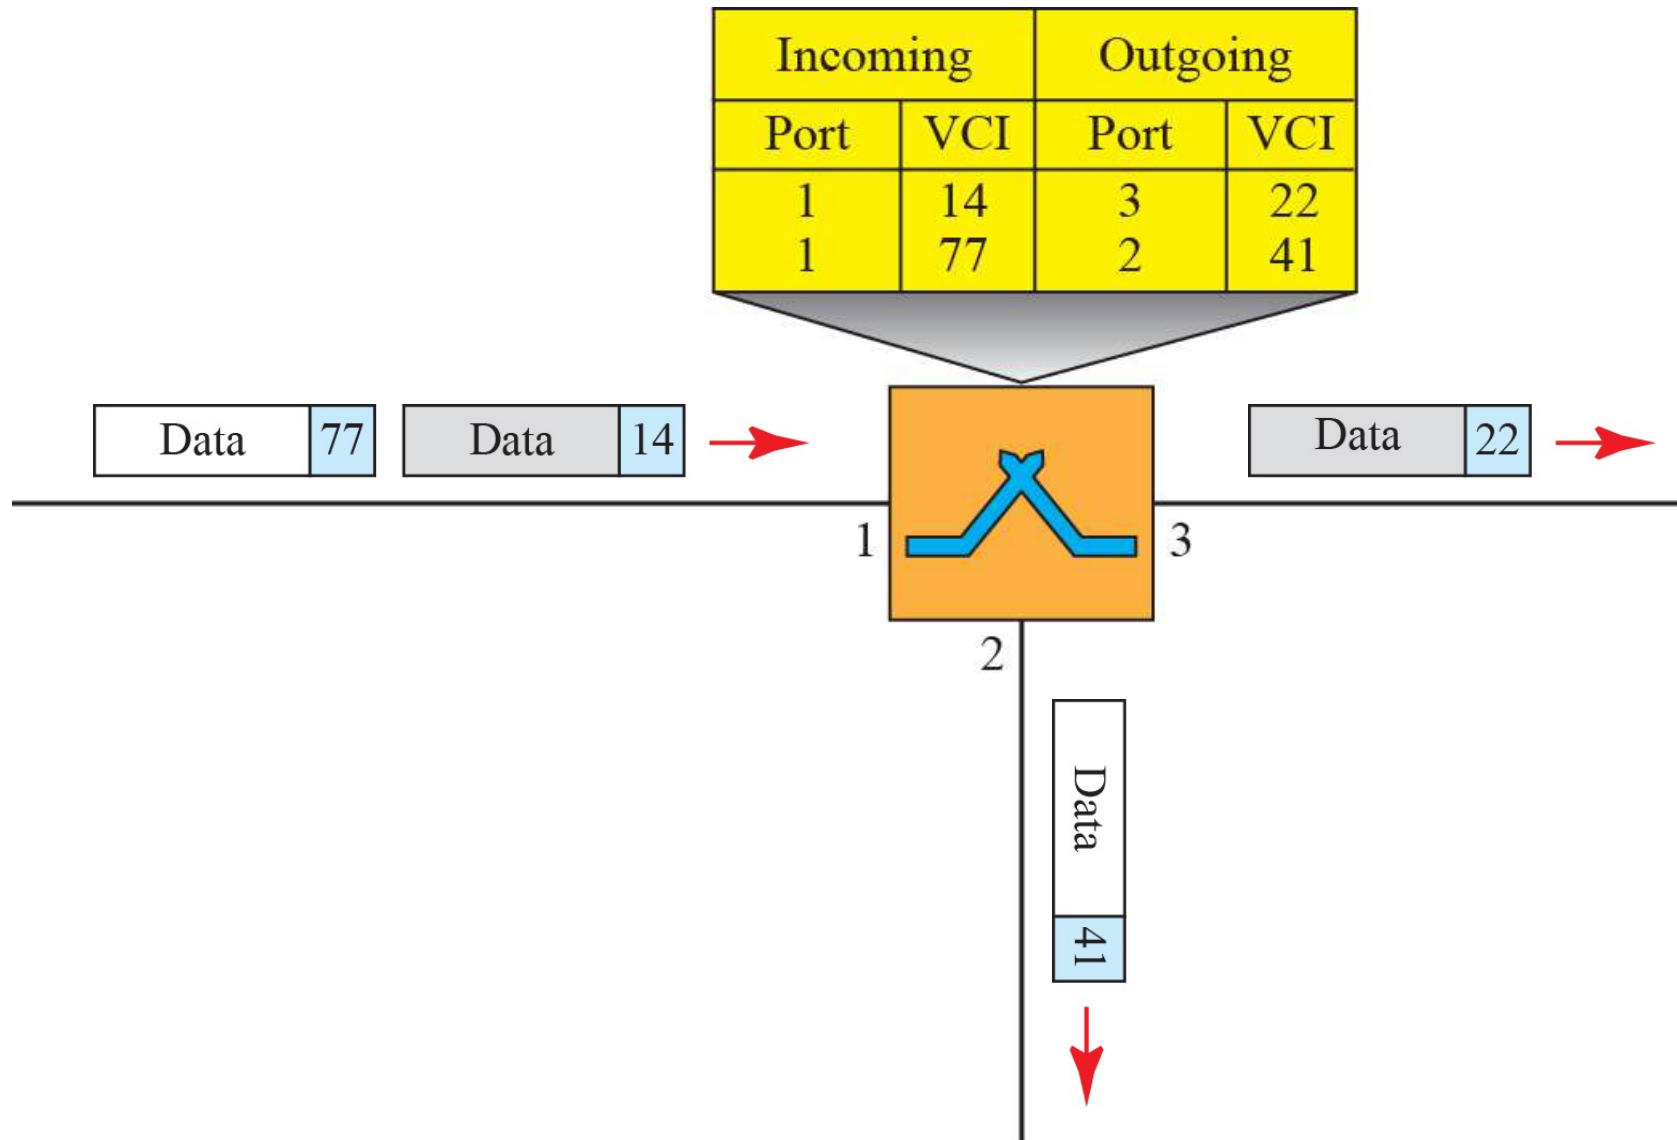 Incoming Outgoing
Port VCI Port VCI
1 14 3 22
1 77 2 41
Data 77 Data 14 Data 22
1 3
2
Data 41